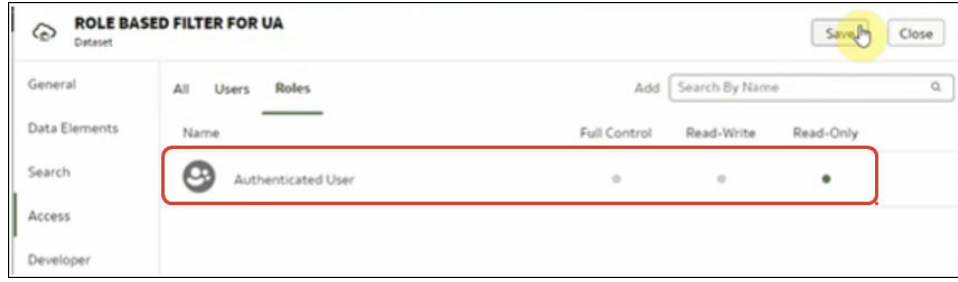 ROLE BASED FILTER FOR UA
Dataset
Save
Close
General
Data Elements
Search
Access
Developer
All Users Roles
Add Search By Name
Name Full Control Read-Write Read-Only
Authenticated User